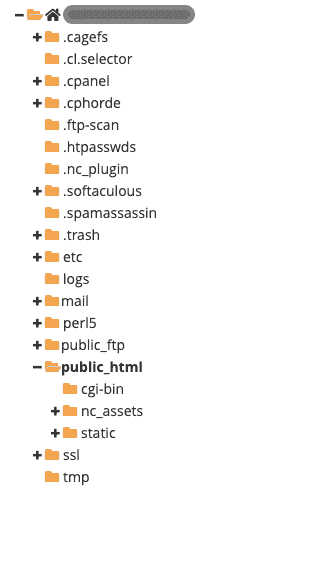 .cagefs
.cl.selector
.cpanel
.cphorde
.ftp-scan
.htpasswds
.nc_plugin
.softaculous
.spamassassin
.trash
etc
logs
mail
perl5
public_ftp
public_html
cgi-bin
nc_assets
static
ssl
tmp